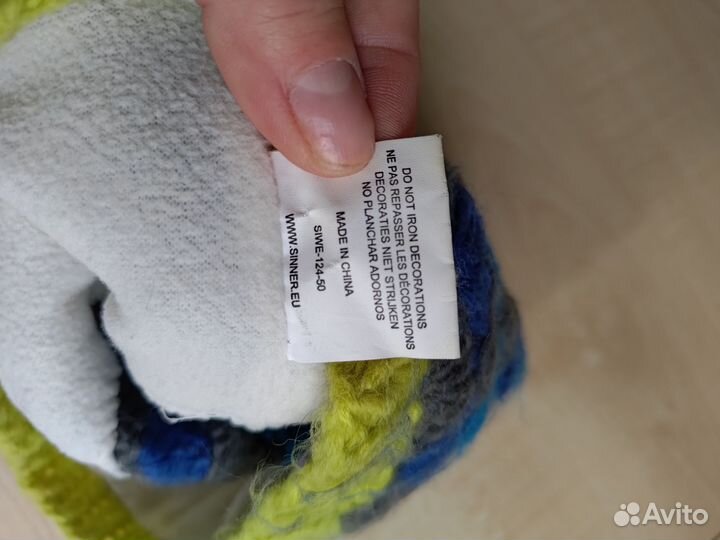 DO NOT IRON DECORATIONS
NE PAS REPASSER LES DÉCORATIONS
DECORATIES NIET STRIJKEN
NO PLANCHAR ADORNOS
MADE IN CHINA
SIWE-124-50
WWW.SINNER.EU
Avito